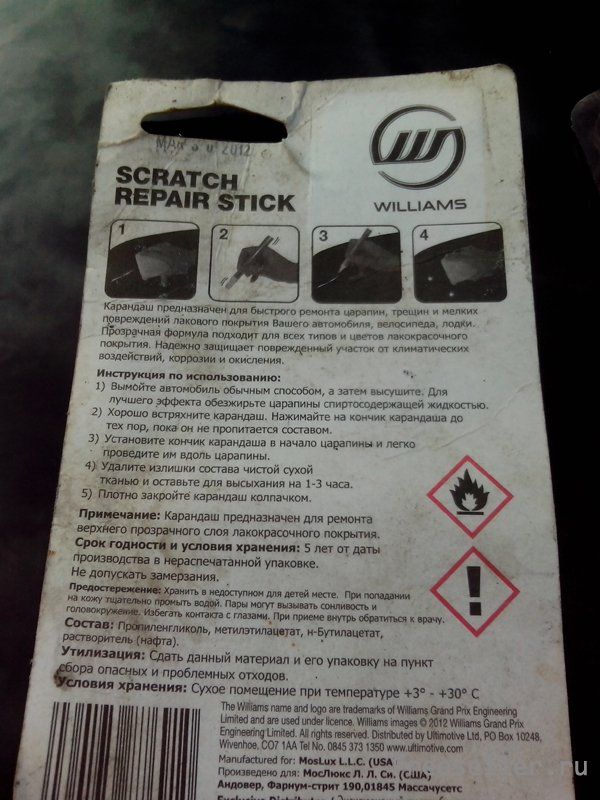 MAR 30 2012
SCRATCH
REPAIR STICK
WILLIAMS
1
2
3
4
Карандаш предназначен для быстрого ремонта царапин, трещин и мелких
повреждений лакового покрытия Вашего автомобиля, велосипеда, лодки.
Прозрачная формула подходит для всех типов и цветов лакокрасочного
покрытия. Надежно защищает поврежденный участок от климатических
воздействий, коррозии и окисления.
Инструкция по использованию:
1) Вымойте автомобиль обычным способом, а затем высушите. Для
лучшего эффекта обезжирьте царапины спиртосодержащей жидкостью.
2) Хорошо встряхните карандаш. Нажимайте на кончик карандаша до
тех пор, пока он не пропитается составом.
3) Установите кончик карандаша в начало царапины и легко
проведите им вдоль царапины.
4) Удалите излишки состава чистой сухой
тканью и оставьте для высыхания на 1-3 часа.
5) Плотно закройте карандаш колпачком.
Примечание: Карандаш предназначен для ремонта
верхнего прозрачного слоя лакокрасочного покрытия.
Срок годности и условия хранения: 5 лет от даты
производства в нераспечатанной упаковке.
Не допускать замерзания.
Предостережение: Хранить в недоступном для детей месте. При попадании
на кожу тщательно промыть водой. Пары могут вызывать сонливость и
головокружение. Избегать контакта с глазами. При приеме внутрь обратиться к врачу.
Состав: Пропиленгликоль, метилэтилацетат, н-Бутилацетат,
растворитель (нафта).
Утилизация: Сдать данный материал и его упаковку на пункт
сбора опасных и проблемных отходов.
Условия хранения: Сухое помещение при температуре +3° - +30° С
The Williams name and logo are trademarks of Williams Grand Prix Engineering
Limited and are used under licence. Williams images © 2012 Williams Grand Prix
Engineering Limited. All rights reserved. Distributed by Ultimotive Ltd, PO Box 10248,
Wivenhoe, CO7 1AA Tel No. 0845 373 1350 www.ultimotive.com
Manufactured for: MosLux L.L.C. (USA
Произведено для: МосЛюкс Л. Л. Си. (США)
Андовер, Фарнум-стрит 190,01845 Массачусетс